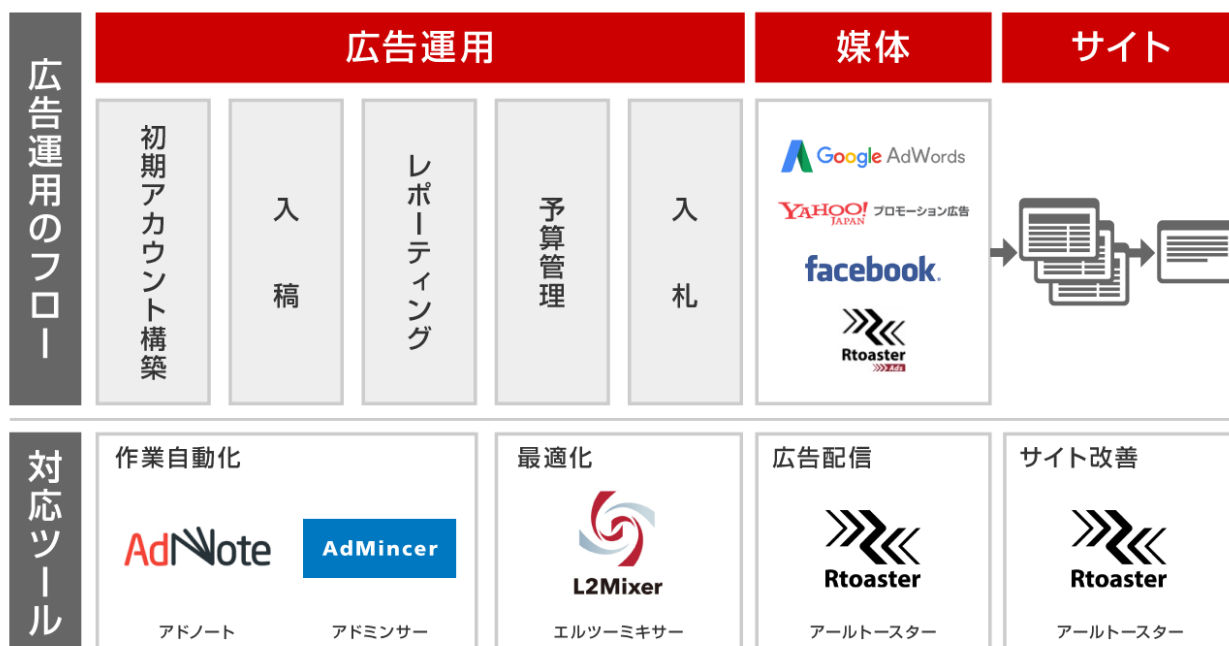 広告運用のフロー
広告運用
媒体
サイト
初期アカウント構築
入稿
レポーティング
予算管理
入札
Google AdWords
YAHOO! JAPAN プロモーション広告
facebook.
Rtoaster
Ads
対応ツール
作業自動化
AdNote
アドノート
AdMincer
アドミンサー
最適化
L2Mixer
エルツーミキサー
広告配信
Rtoaster
アールトースター
サイト改善
Rtoaster
アールトースター